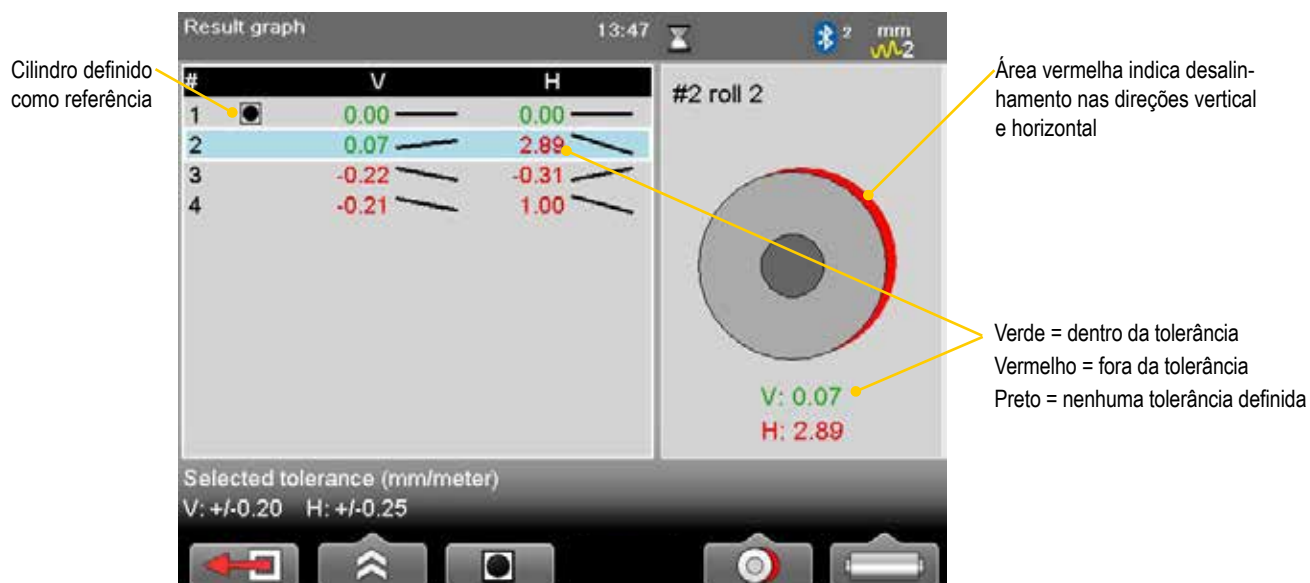 Result graph 13:47 2 mm
2
Cilindro definido
como referência
# V H
1 0.00 0.00
2 0.07 2.89
3 -0.22 -0.31
4 -0.21 1.00
#2 roll 2
V: 0.07
H: 2.89
Área vermelha indica desalin-
hamento nas direções vertical
e horizontal
Verde = dentro da tolerância
Vermelho = fora da tolerância
Preto = nenhuma tolerância definida
Selected tolerance (mm/meter)
V: +/-0.20 H: +/-0.25